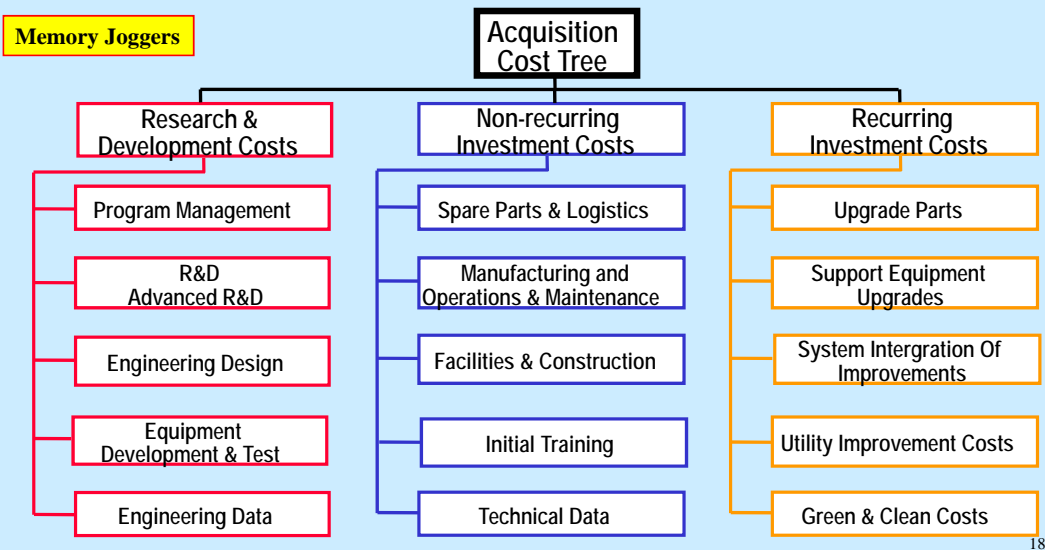 Memory Joggers
Acquisition
Cost Tree
Research &
Development Costs
Program Management
R&D
Advanced R&D
Engineering Design
Equipment
Development & Test
Engineering Data
Non-recurring
Investment Costs
Spare Parts & Logistics
Manufacturing and
Operations & Maintenance
Facilities & Construction
Initial Training
Technical Data
Recurring
Investment Costs
Upgrade Parts
Support Equipment
Upgrades
System Intergration Of
Improvements
Utility Improvement Costs
Green & Clean Costs
18